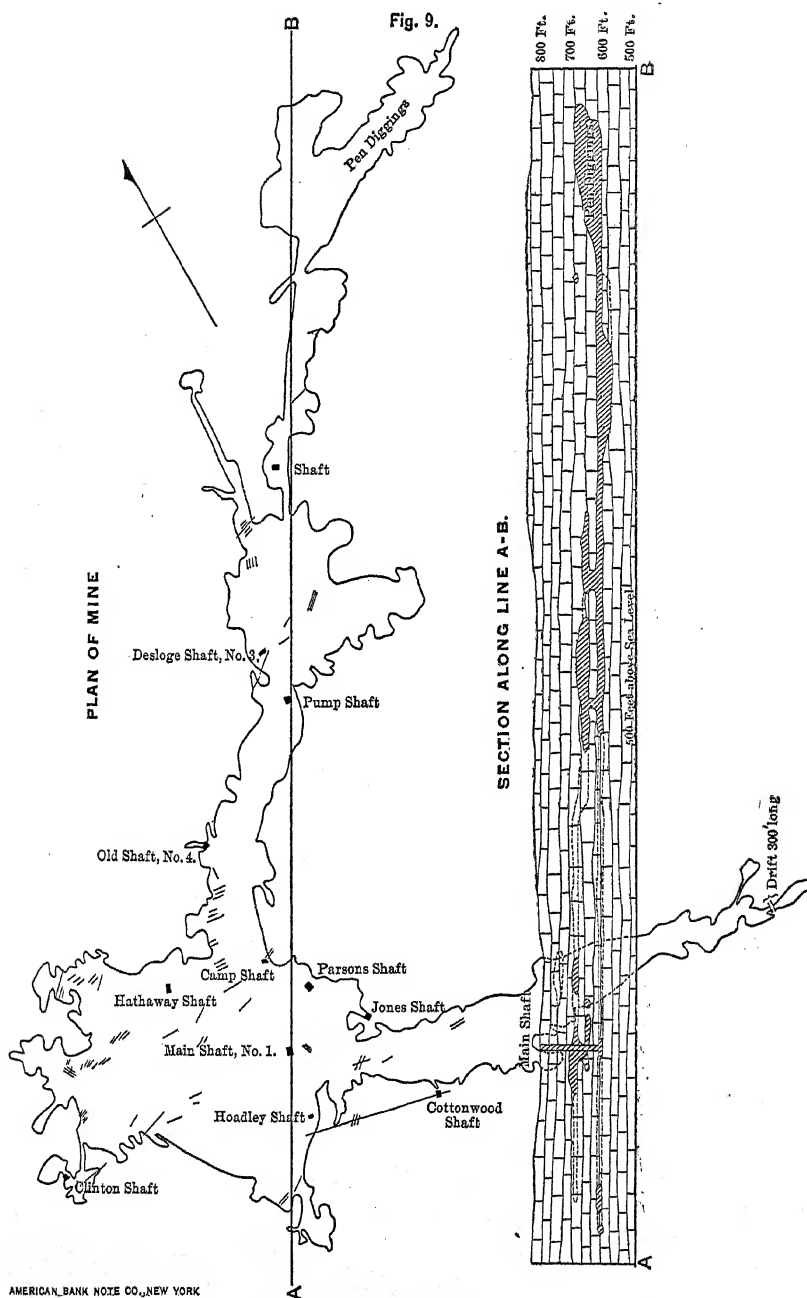 Fig. 9.
B
Pen Diggings
PLAN OF MINE
Shaft
Desloge Shaft, No. 3.
Pump Shaft
Old Shaft, No. 4.
Camp Shaft
Parsons Shaft
Hathaway Shaft
Jones Shaft
Main Shaft, No. 1.
Hoadley Shaft
Cottonwood
Shaft
Clinton Shaft
A
SECTION ALONG LINE A-B.
800 Ft.
700 Ft.
600 Ft.
500 Ft.
B
Pen Diggings
500 Feet above Sea Level
Main Shaft
Drift 300' long
A
AMERICAN BANK NOTE CO., NEW YORK